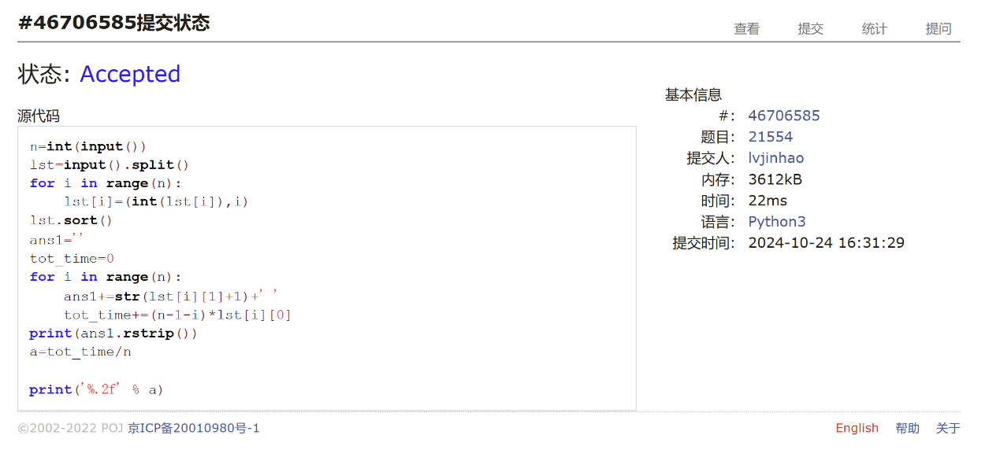 #46706585提交状态
查看 提交 统计 提问
状态: Accepted
源代码
n=int(input())
lst=input().split()
for i in range(n):
    lst[i]=(int(lst[i]),i)
lst.sort()
ans1=''
tot_time=0
for i in range(n):
    ans1+=str(lst[i][1]+1)+' '
    tot_time+=(n-1-i)*lst[i][0]
print(ans1.rstrip())
a=tot_time/n
print('%.2f' % a)
基本信息
#: 46706585
题目: 21554
提交人: lvjinhao
内存: 3612kB
时间: 22ms
语言: Python3
提交时间: 2024-10-24 16:31:29
©2002-2022 POJ 京ICP备20010980号-1
English 帮助 关于